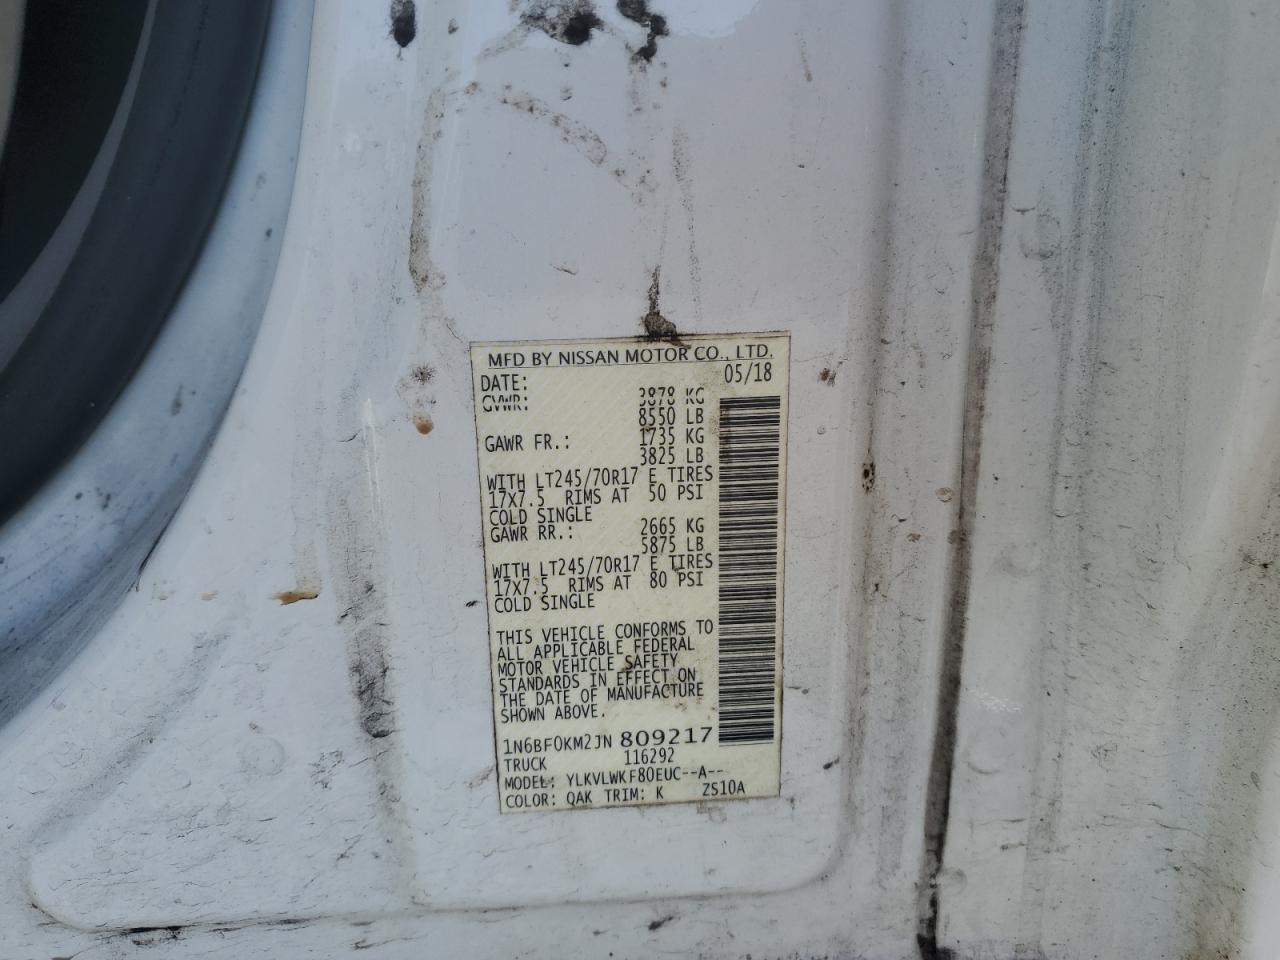 MFD BY NISSAN MOTOR CO., LTD.
DATE: 05/18
GVWR: 3878 KG
8550 LB
GAWR FR.: 1735 KG
3825 LB
WITH LT245/70R17 E TIRES
17X7.5 RIMS AT 50 PSI
COLD SINGLE
GAWR RR.: 2665 KG
5875 LB
WITH LT245/70R17 E TIRES
17X7.5 RIMS AT 80 PSI
COLD SINGLE
THIS VEHICLE CONFORMS TO
ALL APPLICABLE FEDERAL
MOTOR VEHICLE SAFETY
STANDARDS IN EFFECT ON
THE DATE OF MANUFACTURE
SHOWN ABOVE.
1N6BF0KM2JN 809217
TRUCK 116292
MODEL: YLKVLWKF80EUC--A--
COLOR: QAK TRIM: K ZS10A